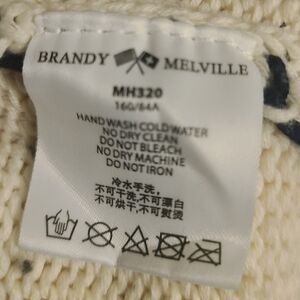 BRANDY MELVILLE
MH320
160/84A
HAND WASH COLD WATER
NO DRY CLEAN
DO NOT BLEACH
NO DRY MACHINE
DO NOT IRON
冷水手洗,
不可干洗,不可漂白
不可烘干,不可熨烫